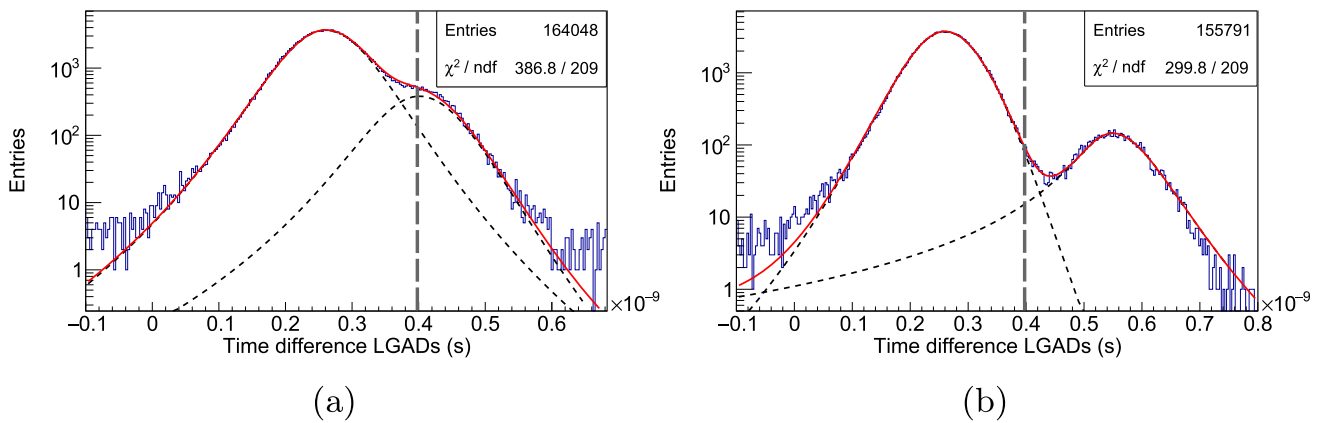 Entries 164048
χ² / ndf 386.8 / 209
Entries
10³
10²
10
1
−0.1 0 0.1 0.2 0.3 0.4 0.5 0.6
×10⁻⁹
Time difference LGADs (s)
(a)
Entries 155791
χ² / ndf 299.8 / 209
Entries
10³
10²
10
1
−0.1 0 0.1 0.2 0.3 0.4 0.5 0.6 0.7 0.8
×10⁻⁹
Time difference LGADs (s)
(b)